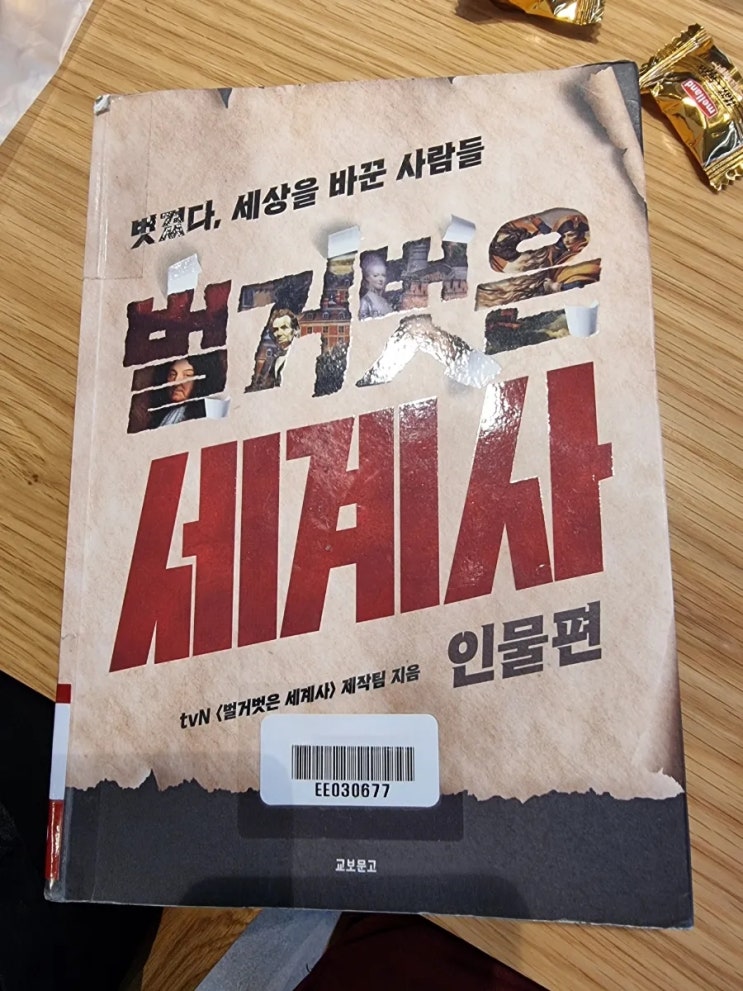 벗겼다, 세상을 바꾼 사람들
벌거벗은
세계사
인물편
tvN 〈벌거벗은 세계사〉 제작팀 지음
EE030677
교보문고
melland